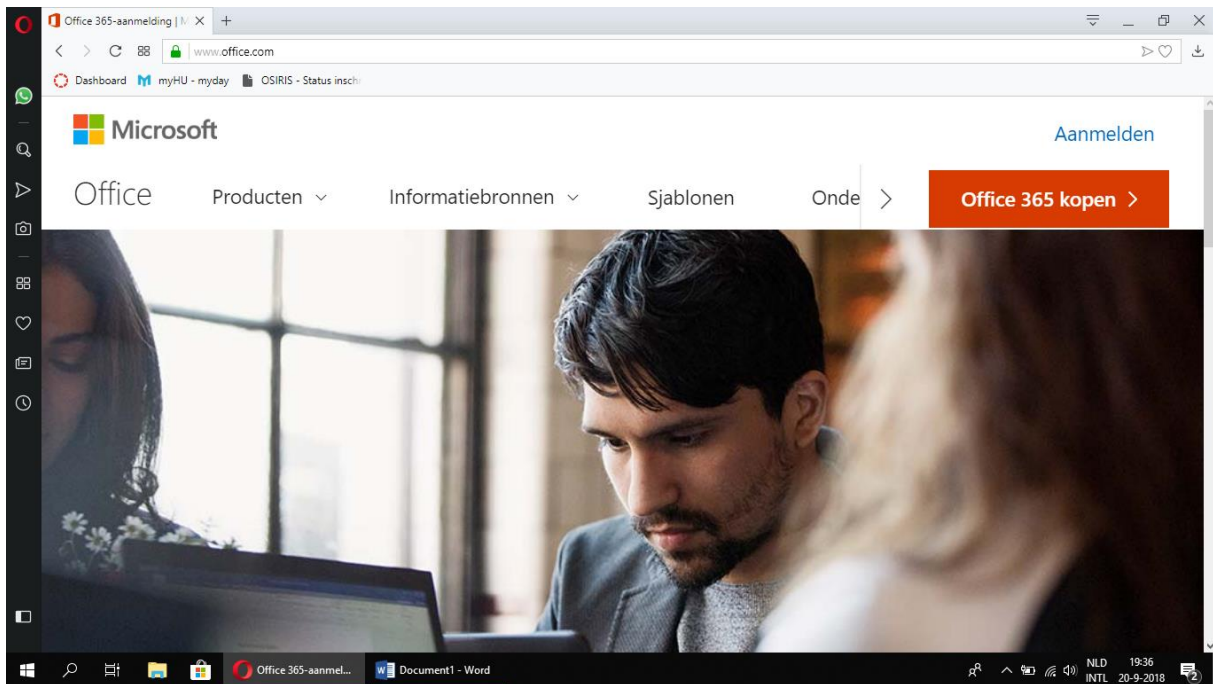 Office 365-aanmelding | M
www.office.com
Dashboard myHU - myday OSIRIS - Status insch
Microsoft
Aanmelden
Office Producten Informatiebronnen Sjablonen Onde Office 365 kopen
Office 365-aanmel... Document1 - Word
NLD 19:36
INTL 20-9-2018 2